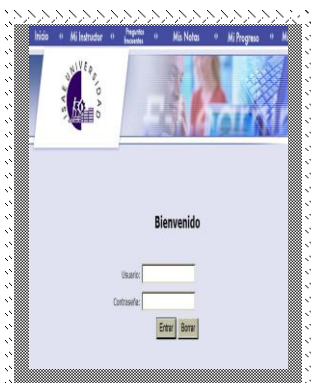 Inicio Mi Instructor Preguntas frecuentes Mis Notas Mi Progreso M
ISAE UNIVERSIDAD
Bienvenido
Usuario:
Contraseña:
Entrar Borrar